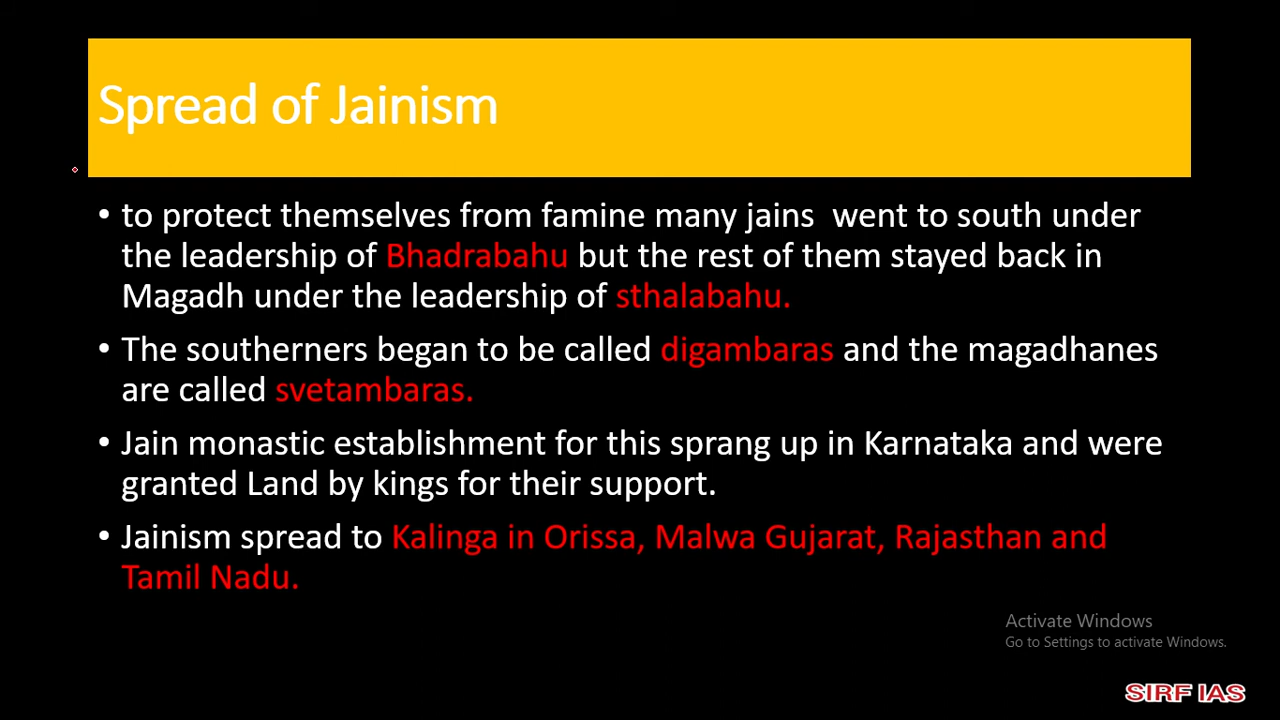 Spread of Jainism
• to protect themselves from famine many jains went to south under
the leadership of Bhadrabahu but the rest of them stayed back in
Magadh under the leadership of sthalabahu.
• The southerners began to be called digambaras and the magadhanes
are called svetambaras.
• Jain monastic establishment for this sprang up in Karnataka and were
granted Land by kings for their support.
• Jainism spread to Kalinga in Orissa, Malwa Gujarat, Rajasthan and
Tamil Nadu.
Activate Windows
Go to Settings to activate Windows.
SIRF IAS